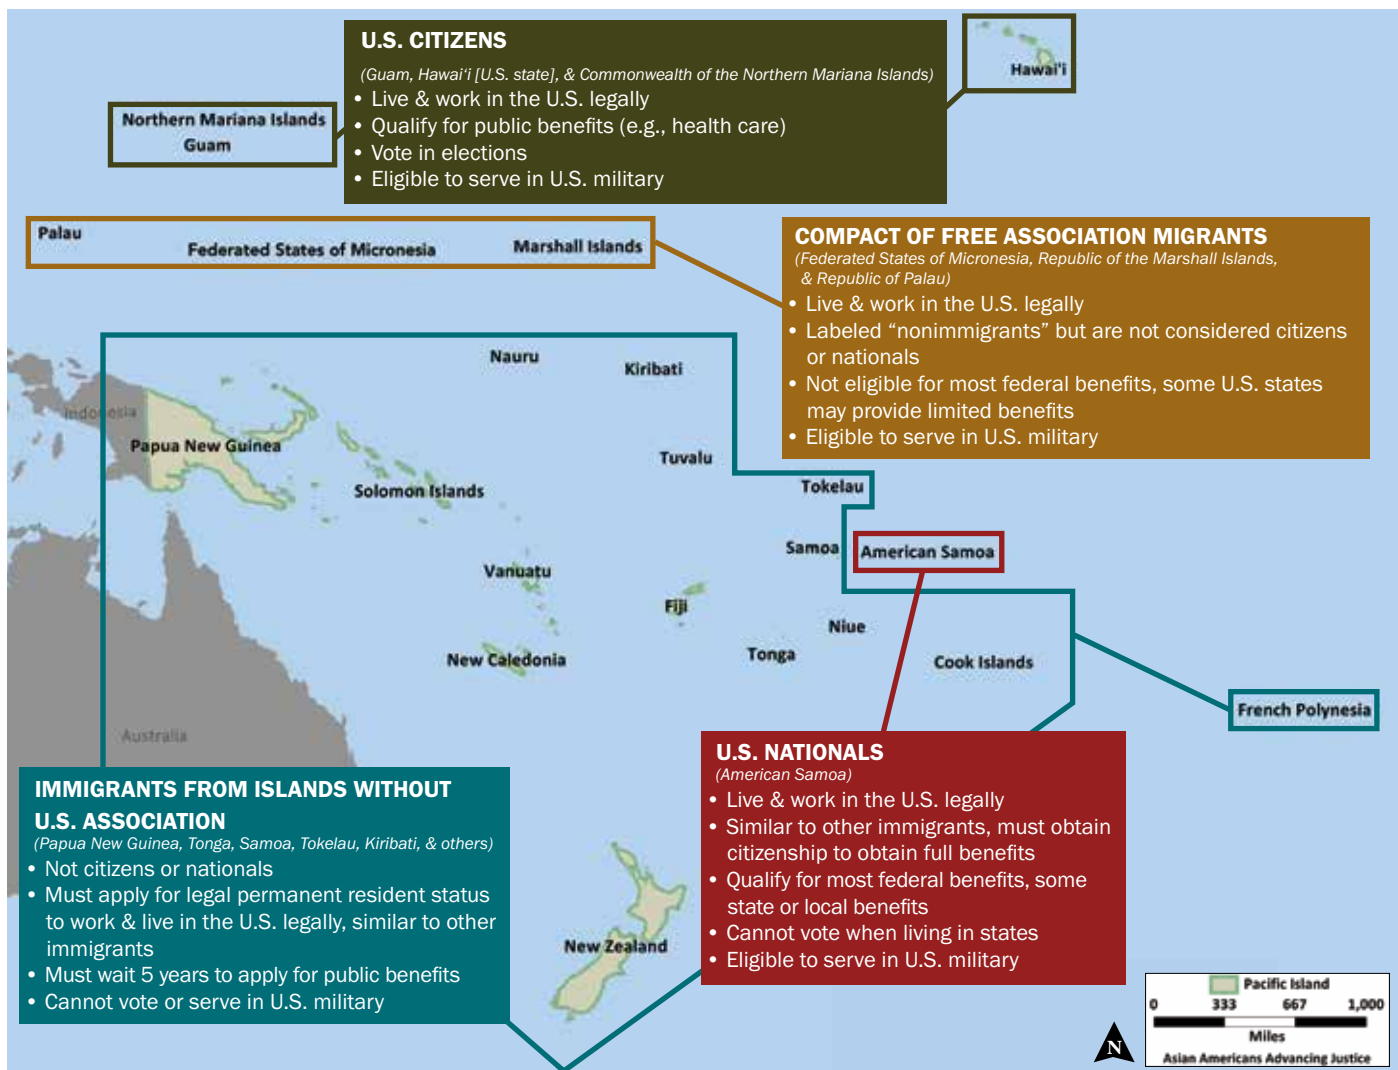 U.S. CITIZENS
(Guam, Hawai‘i [U.S. state], & Commonwealth of the Northern Mariana Islands)
• Live & work in the U.S. legally
• Qualify for public benefits (e.g., health care)
• Vote in elections
• Eligible to serve in U.S. military
Hawai'i
Northern Mariana Islands
Guam
Palau
Federated States of Micronesia
Marshall Islands
COMPACT OF FREE ASSOCIATION MIGRANTS
(Federated States of Micronesia, Republic of the Marshall Islands,
& Republic of Palau)
• Live & work in the U.S. legally
• Labeled “nonimmigrants” but are not considered citizens
or nationals
• Not eligible for most federal benefits, some U.S. states
may provide limited benefits
• Eligible to serve in U.S. military
Nauru
Kiribati
Indonesia
Papua New Guinea
Tuvalu
Solomon Islands
Tokelau
Samoa
American Samoa
Vanuatu
Fiji
Niue
New Caledonia
Tonga
Cook Islands
French Polynesia
Australia
IMMIGRANTS FROM ISLANDS WITHOUT
U.S. ASSOCIATION
(Papua New Guinea, Tonga, Samoa, Tokelau, Kiribati, & others)
• Not citizens or nationals
• Must apply for legal permanent resident status
to work & live in the U.S. legally, similar to other
immigrants
• Must wait 5 years to apply for public benefits
• Cannot vote or serve in U.S. military
U.S. NATIONALS
(American Samoa)
• Live & work in the U.S. legally
• Similar to other immigrants, must obtain
citizenship to obtain full benefits
• Qualify for most federal benefits, some
state or local benefits
• Cannot vote when living in states
• Eligible to serve in U.S. military
New Zealand
N
Pacific Island
0 333 667 1,000
Miles
Asian Americans Advancing Justice